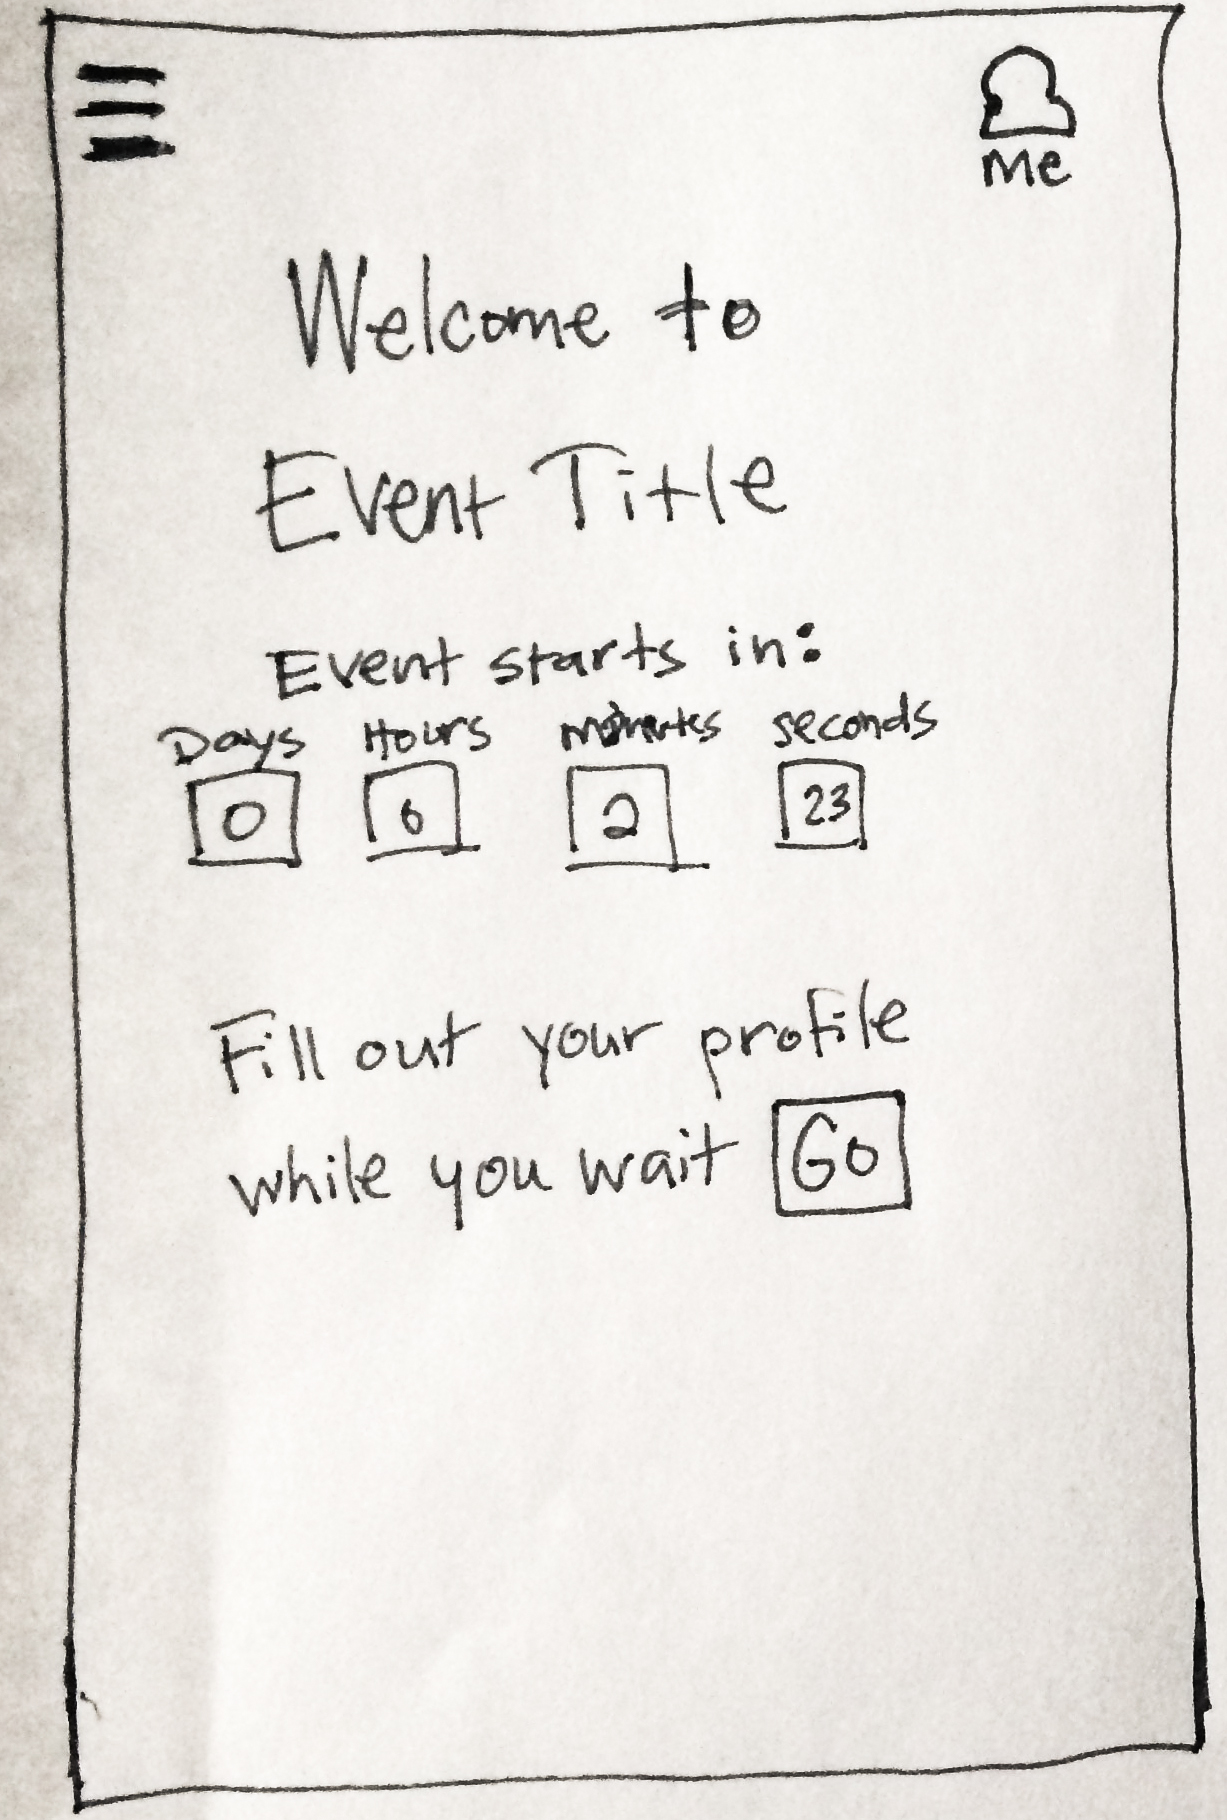 Me
Welcome to
Event Title
Event starts in:
Days Hours Minutes seconds
0 6 2 23
Fill out your profile
while you wait Go